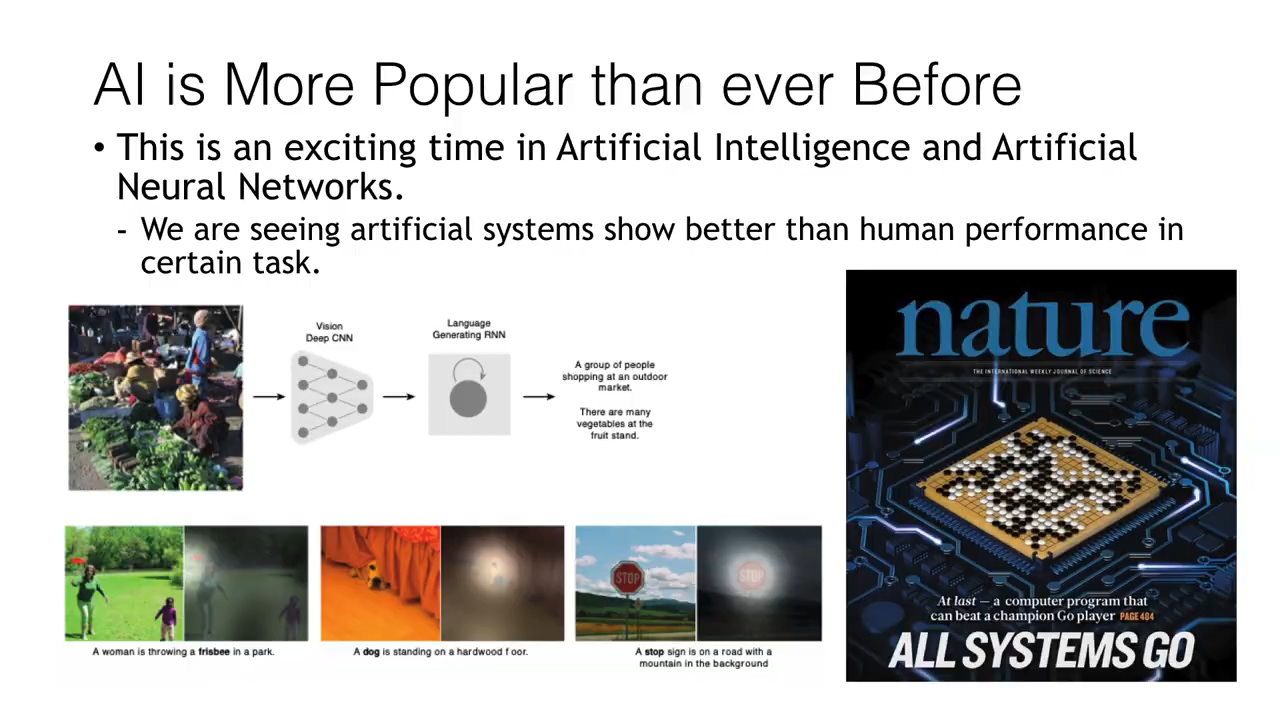 AI is More Popular than ever Before
• This is an exciting time in Artificial Intelligence and Artificial
Neural Networks.
- We are seeing artificial systems show better than human performance in
certain task.
Vision
Deep CNN
Language
Generating RNN
A group of people
shopping at an outdoor
market.
There are many
vegetables at the
fruit stand.
A woman is throwing a frisbee in a park.
A dog is standing on a hardwood f oor.
STOP
STOP
A stop sign is on a road with a
mountain in the background
nature
THE INTERNATIONAL WEEKLY JOURNAL OF SCIENCE
At last — a computer program that
can beat a champion Go player PAGE 484
ALL SYSTEMS GO